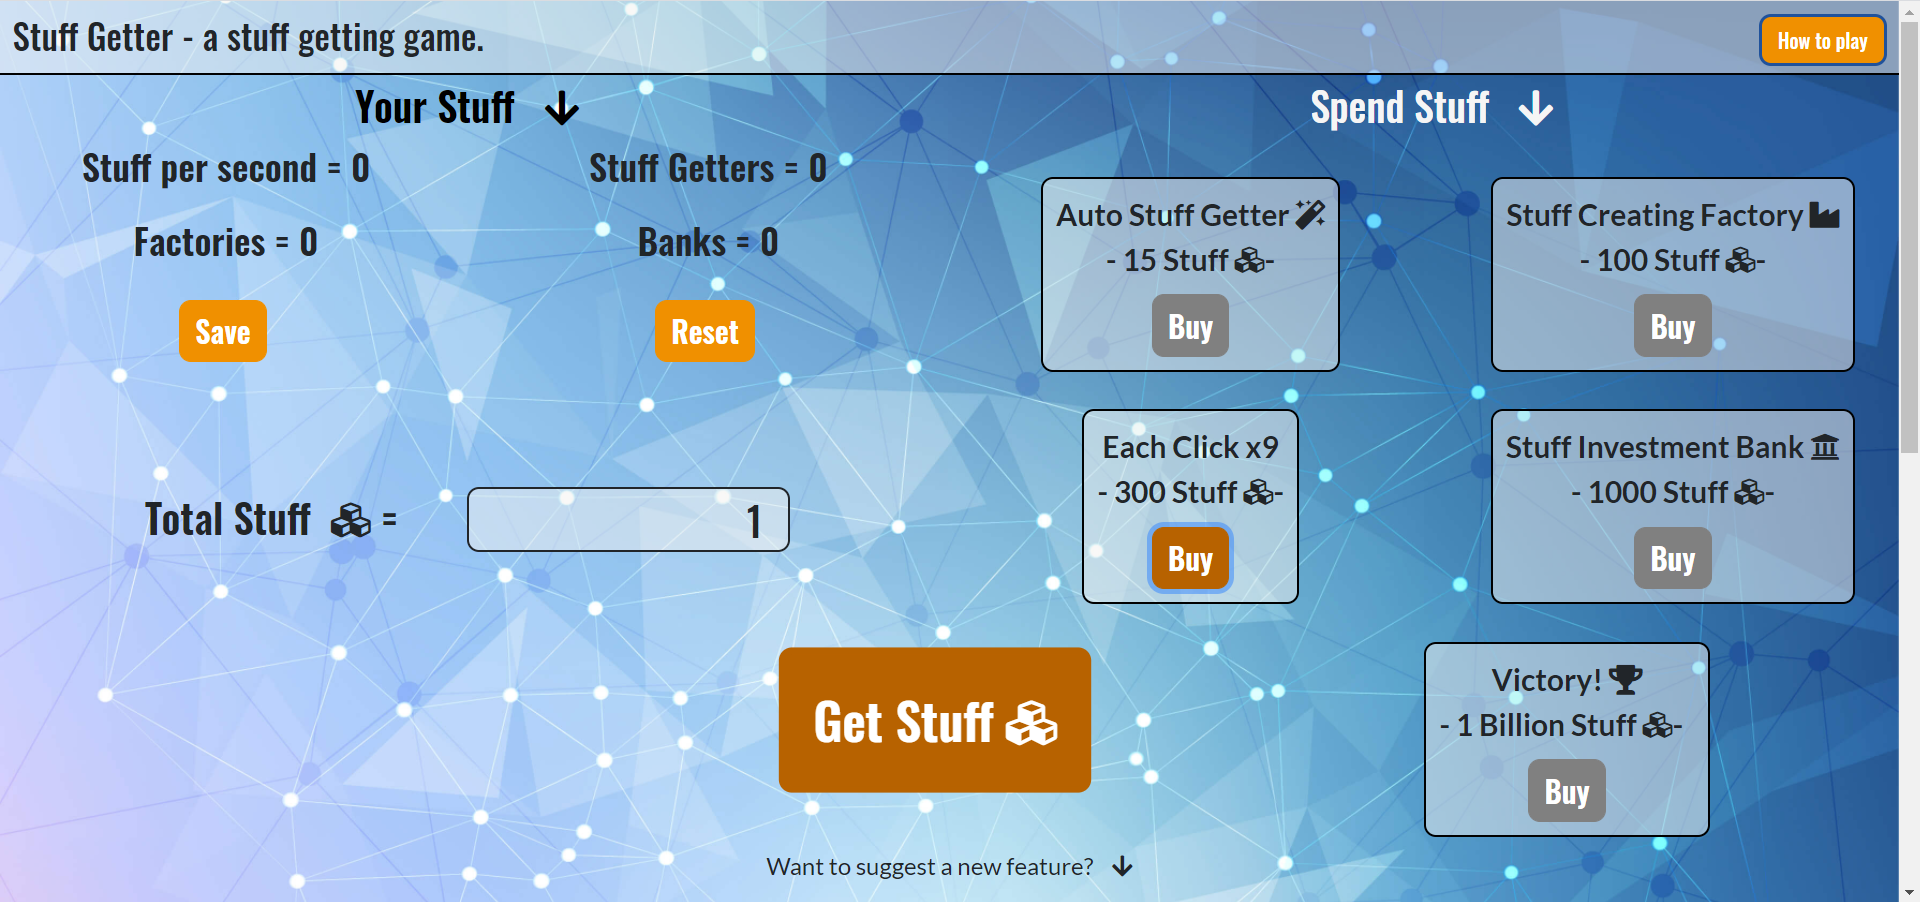 Stuff Getter - a stuff getting game.
How to play
Your Stuff
Stuff per second = 0
Stuff Getters = 0
Factories = 0
Banks = 0
Save
Reset
Total Stuff =
1
Get Stuff
Want to suggest a new feature?
Spend Stuff
Auto Stuff Getter
- 15 Stuff -
Buy
Stuff Creating Factory
- 100 Stuff -
Buy
Each Click x9
- 300 Stuff -
Buy
Stuff Investment Bank
- 1000 Stuff -
Buy
Victory!
- 1 Billion Stuff -
Buy